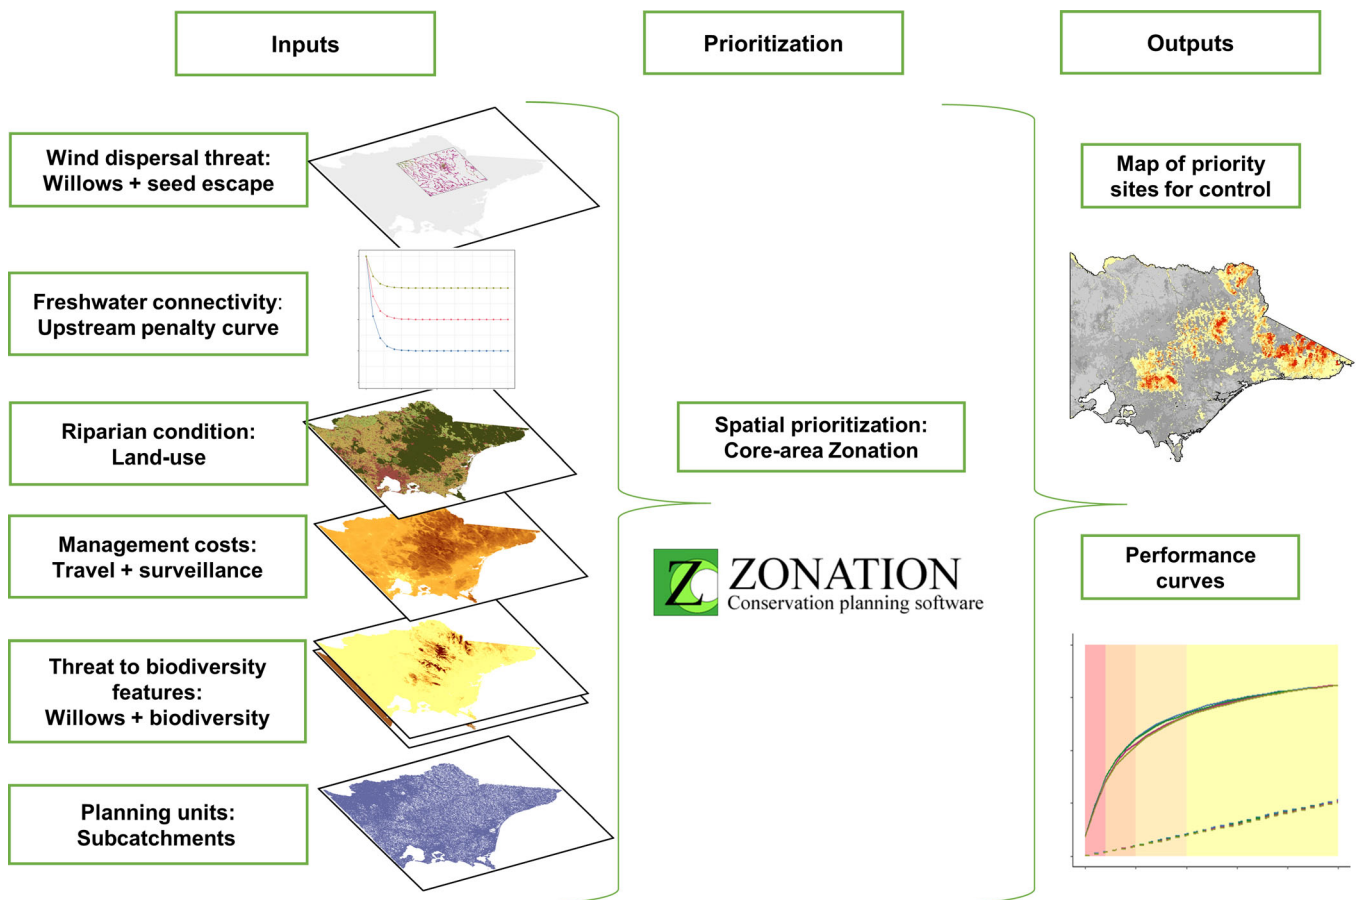 Inputs
Prioritization
Outputs
Wind dispersal threat:
Willows + seed escape
Freshwater connectivity:
Upstream penalty curve
Riparian condition:
Land-use
Management costs:
Travel + surveillance
Threat to biodiversity
features:
Willows + biodiversity
Planning units:
Subcatchments
Spatial prioritization:
Core-area Zonation
Z
ZONATION
Conservation planning software
Map of priority
sites for control
Performance
curves